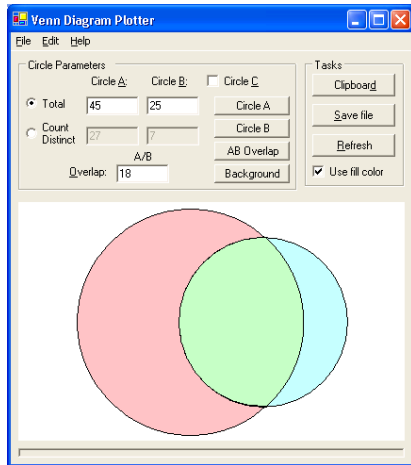 Venn Diagram Plotter
File Edit Help
Circle Parameters
Circle A: Circle B: Circle C
Total 45 25
Count Distinct 27 7
A/B
Overlap: 18
Circle A
Circle B
AB Overlap
Background
Tasks
Clipboard
Save file
Refresh
Use fill color